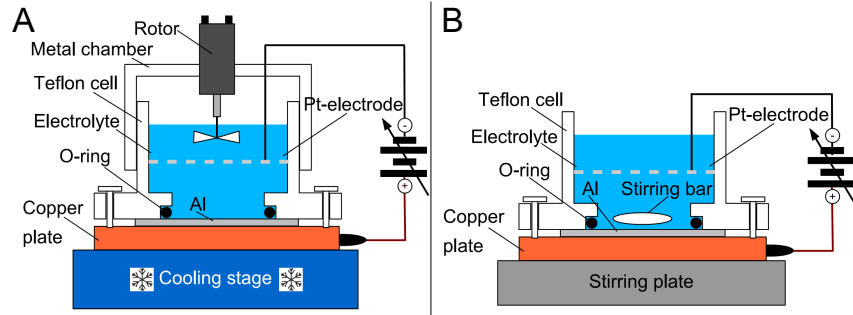 A
Rotor
Metal chamber
Teflon cell
Electrolyte
Pt-electrode
O-ring
Al
Copper
plate
Cooling stage
-
+
B
Teflon cell
Electrolyte
Pt-electrode
O-ring
Al
Stirring bar
Copper
plate
Stirring plate
-
+